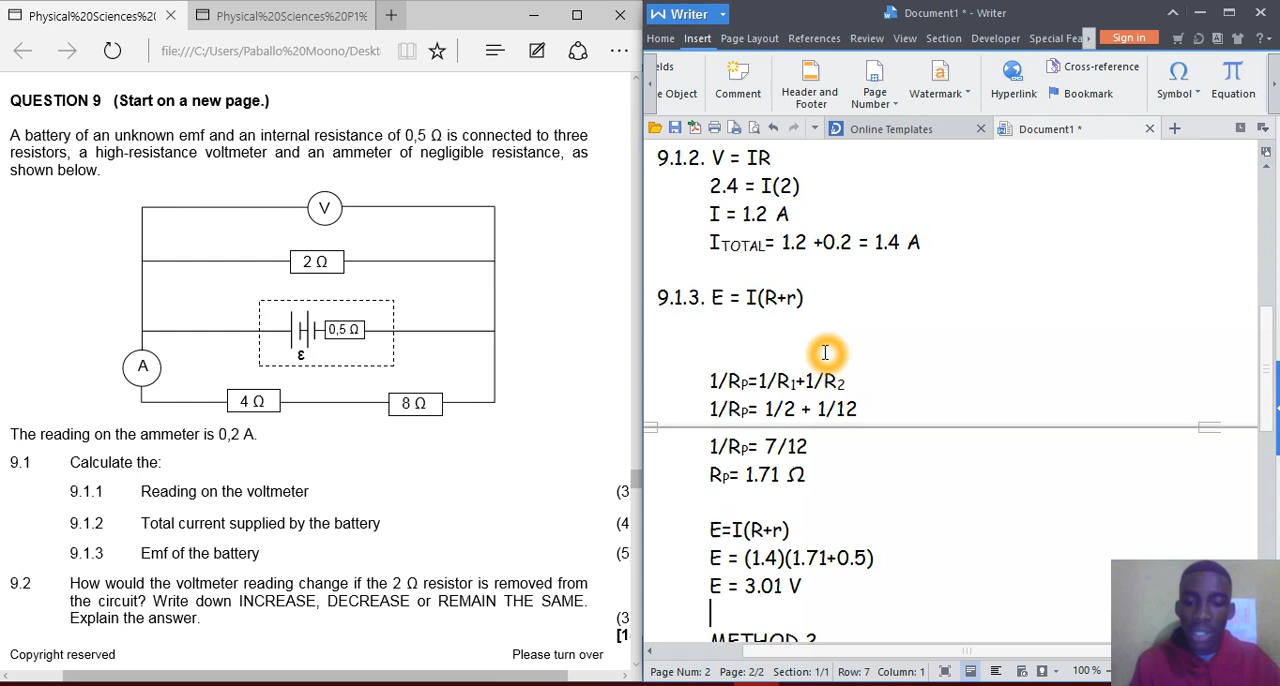 Physical%20Sciences%20(
Physical%20Sciences%20P1%
file:///C:/Users/Paballo%20Moono/Deskt
QUESTION 9 (Start on a new page.)
A battery of an unknown emf and an internal resistance of 0,5 Ω is connected to three
resistors, a high-resistance voltmeter and an ammeter of negligible resistance, as
shown below.
V
2 Ω
0,5 Ω
ε
A
4 Ω
8 Ω
The reading on the ammeter is 0,2 A.
9.1 Calculate the:
9.1.1 Reading on the voltmeter (3
9.1.2 Total current supplied by the battery (4
9.1.3 Emf of the battery (5
9.2 How would the voltmeter reading change if the 2 Ω resistor is removed from
the circuit? Write down INCREASE, DECREASE or REMAIN THE SAME.
Explain the answer. (3
[1
Copyright reserved Please turn over
Writer
Document1 * - Writer
Home Insert Page Layout References Review View Section Developer Special Fea Sign in
elds
e Object
Comment
Header and
Footer
Page
Number
Watermark
Hyperlink
Cross-reference
Bookmark
Symbol
Equation
Online Templates
Document1 *
9.1.2. V = IR
2.4 = I(2)
I = 1.2 A
ITOTAL= 1.2 +0.2 = 1.4 A
9.1.3. E = I(R+r)
1/RP=1/R1+1/R2
1/RP= 1/2 + 1/12
1/RP= 7/12
RP= 1.71 Ω
E=I(R+r)
E = (1.4)(1.71+0.5)
E = 3.01 V
METHOD 2
Page Num: 2 Page: 2/2 Section: 1/1 Row: 7 Column: 1 100 %